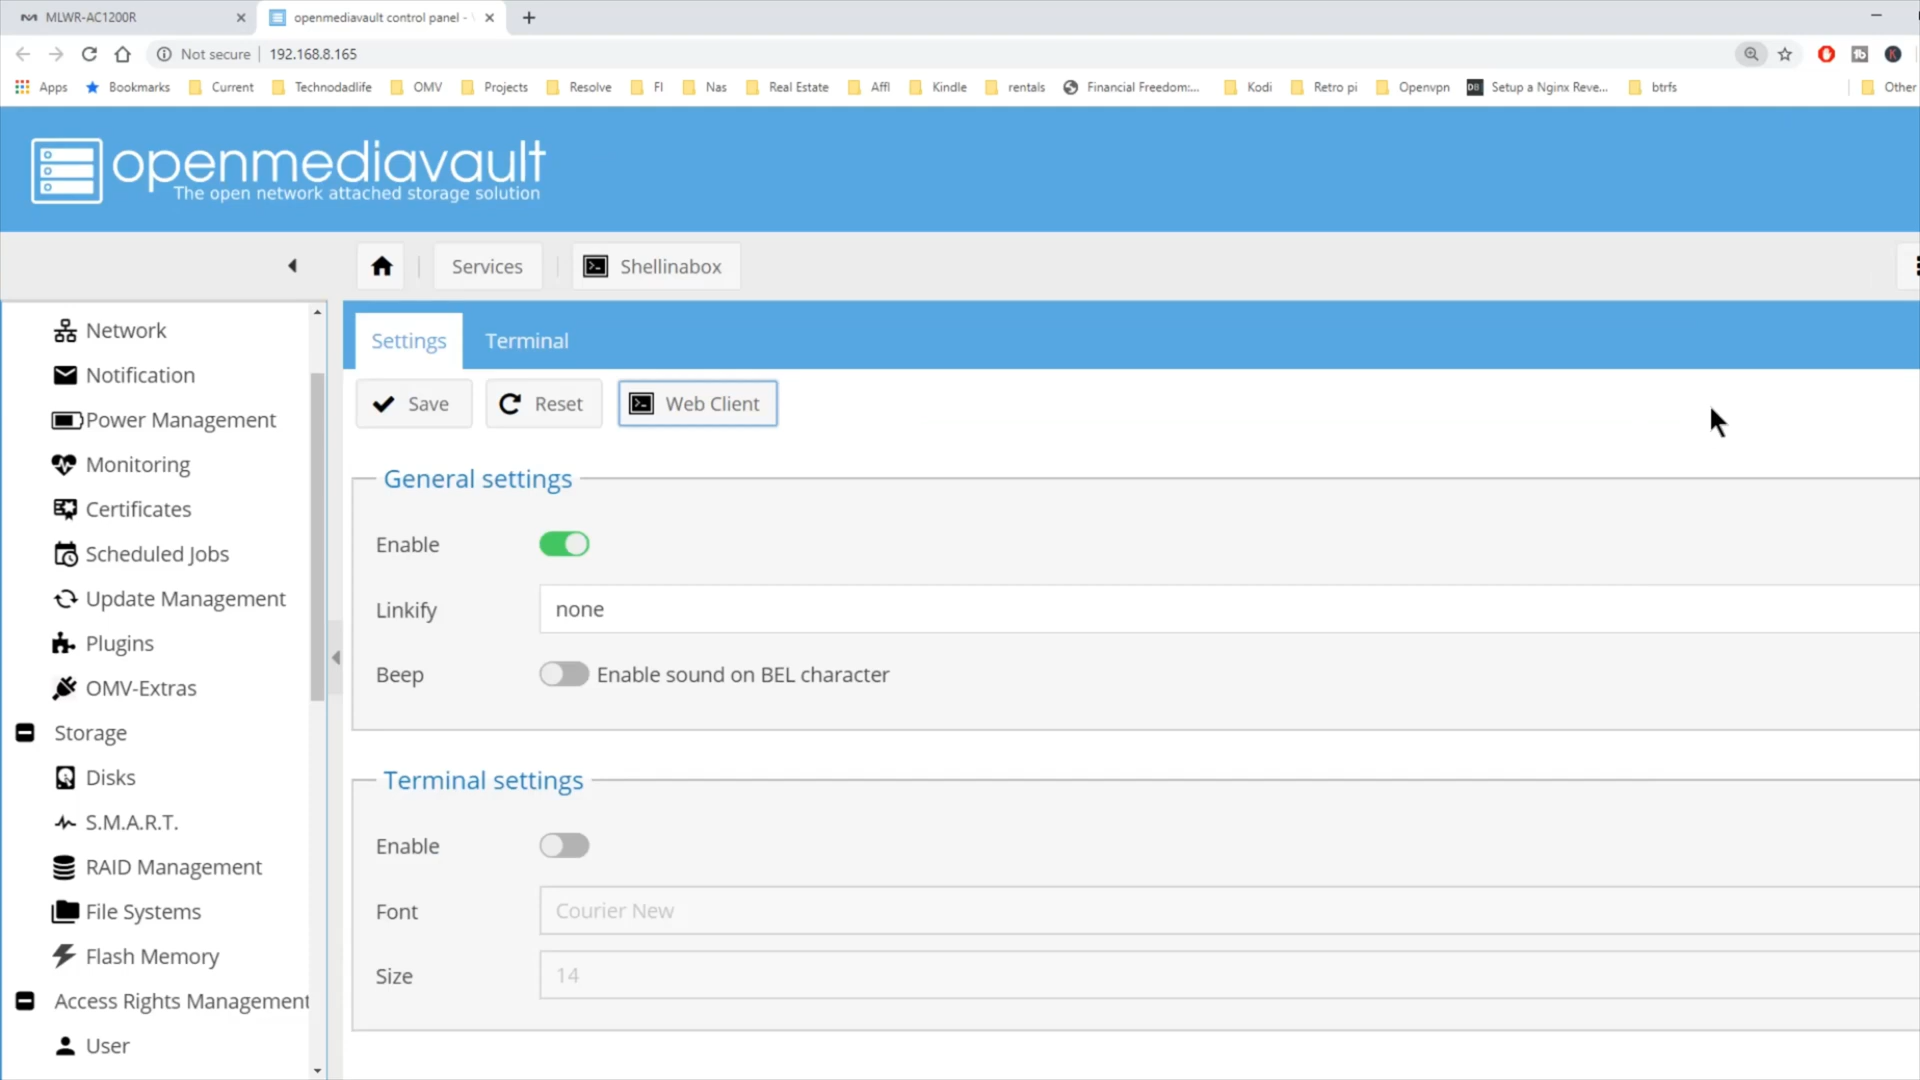 MLWR-AC1200R
openmediavault control panel -
Not secure
192.168.8.165
Apps
Bookmarks
Current
Technodadlife
OMV
Projects
Resolve
FI
Nas
Real Estate
Affl
Kindle
rentals
Financial Freedom:...
Kodi
Retro pi
Openvpn
Setup a Nginx Reve...
btrfs
Other
openmediavault
The open network attached storage solution
Services
Shellinabox
Network
Notification
Power Management
Monitoring
Certificates
Scheduled Jobs
Update Management
Plugins
OMV-Extras
Storage
Disks
S.M.A.R.T.
RAID Management
File Systems
Flash Memory
Access Rights Management
User
Settings
Terminal
Save
Reset
Web Client
General settings
Enable
Linkify
none
Beep
Enable sound on BEL character
Terminal settings
Enable
Font
Courier New
Size
14